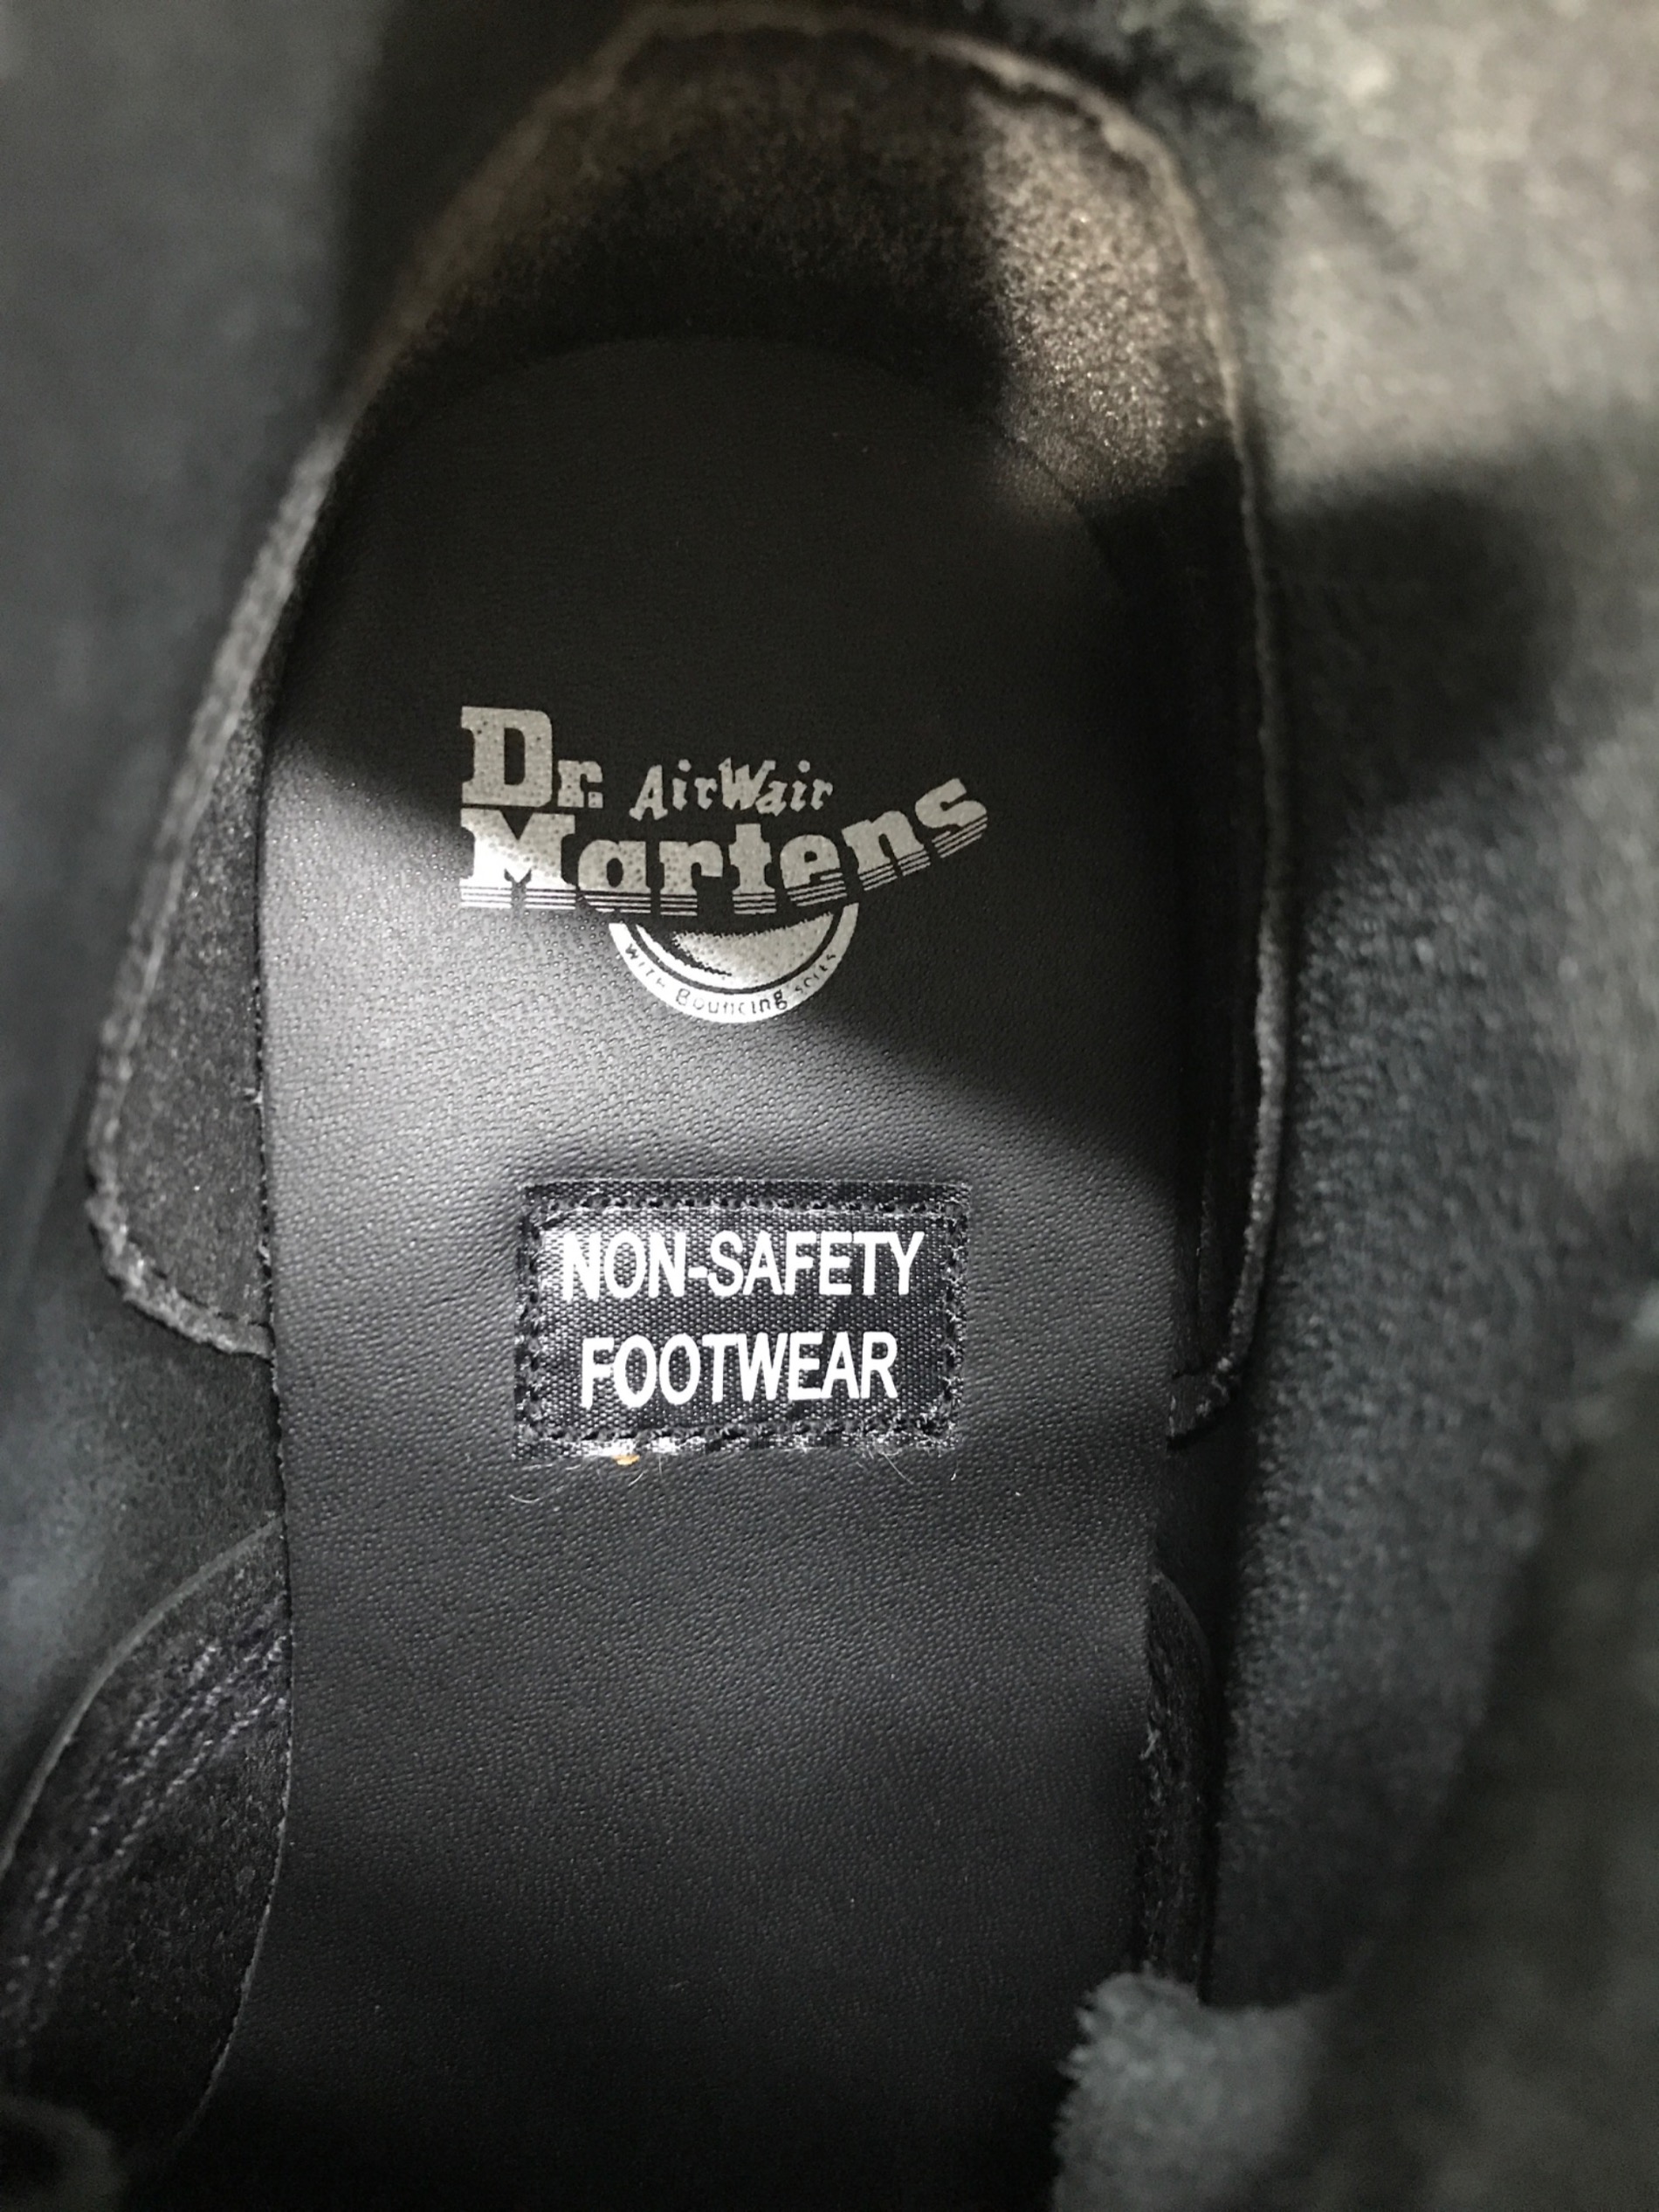 Dr. AirWair
Martens
WITH Bouncing SOLES
NON-SAFETY
FOOTWEAR